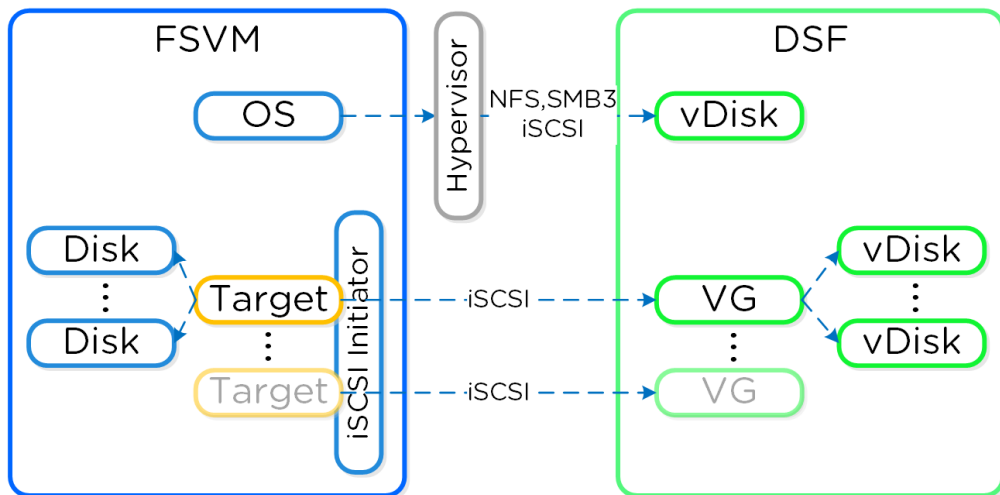 FSVM
DSF
OS
Hypervisor
NFS,SMB3
iSCSI
vDisk
Disk
Disk
Target
Target
iSCSI Initiator
iSCSI
iSCSI
VG
VG
vDisk
vDisk